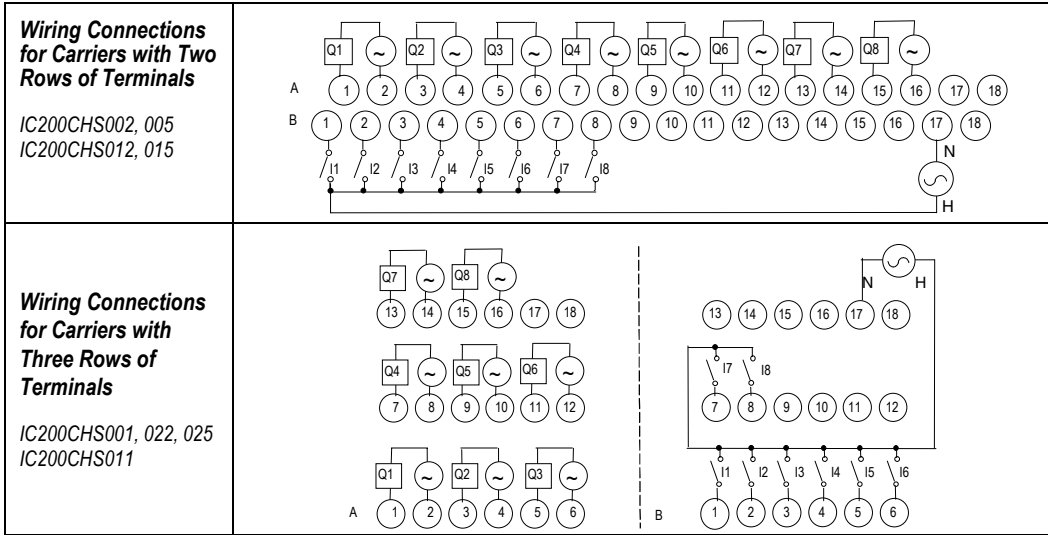 Wiring Connections
for Carriers with Two
Rows of Terminals
IC200CHS002, 005
IC200CHS012, 015
Q1 ~ Q2 ~ Q3 ~ Q4 ~ Q5 ~ Q6 ~ Q7 ~ Q8 ~
A 1 2 3 4 5 6 7 8 9 10 11 12 13 14 15 16 17 18
B 1 2 3 4 5 6 7 8 9 10 11 12 13 14 15 16 17 18
I1 I2 I3 I4 I5 I6 I7 I8
N
H
Wiring Connections
for Carriers with
Three Rows of
Terminals
IC200CHS001, 022, 025
IC200CHS011
Q7 ~ Q8 ~
13 14 15 16 17 18
Q4 ~ Q5 ~ Q6 ~
7 8 9 10 11 12
Q1 ~ Q2 ~ Q3 ~
A 1 2 3 4 5 6
N H
13 14 15 16 17 18
I7 I8
7 8 9 10 11 12
I1 I2 I3 I4 I5 I6
B 1 2 3 4 5 6